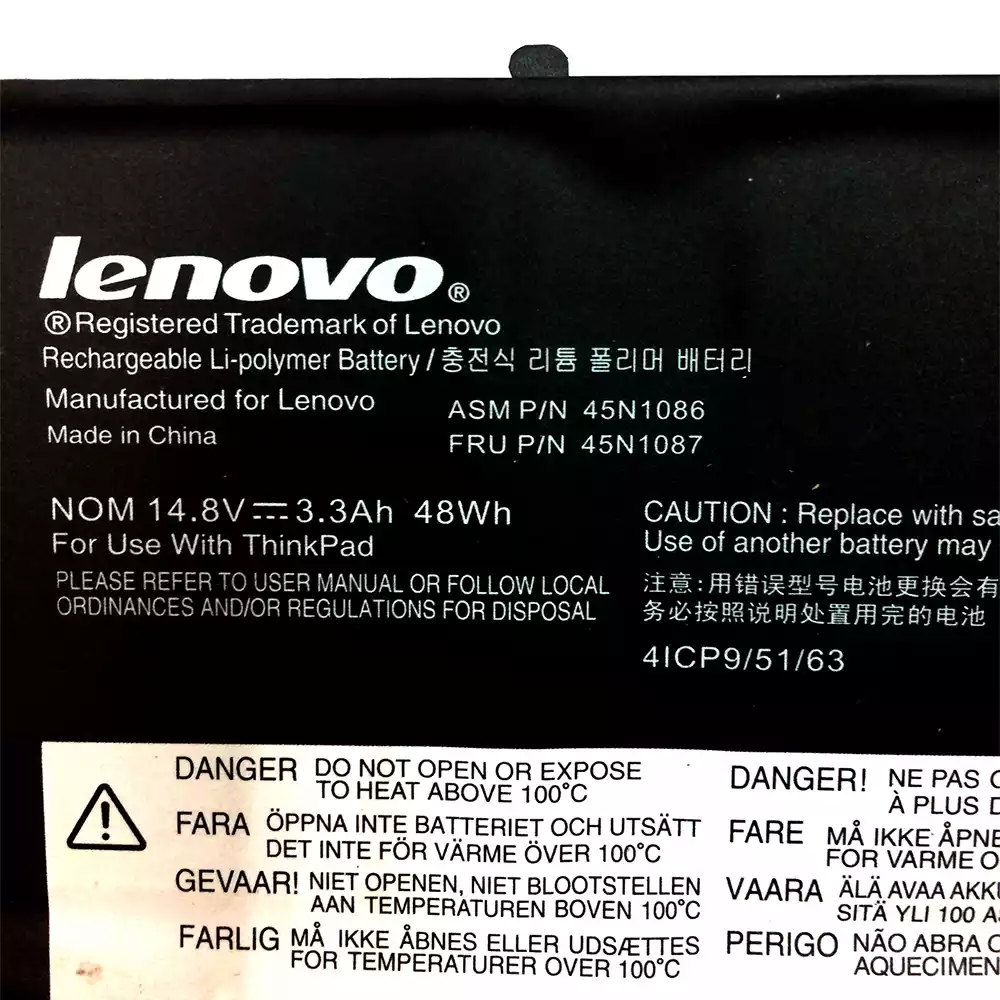 lenovo®
®Registered Trademark of Lenovo
Rechargeable Li-polymer Battery / 충전식 리튬 폴리머 배터리
Manufactured for Lenovo
Made in China
ASM P/N 45N1086
FRU P/N 45N1087
NOM 14.8V⎓3.3Ah 48Wh
For Use With ThinkPad
PLEASE REFER TO USER MANUAL OR FOLLOW LOCAL
ORDINANCES AND/OR REGULATIONS FOR DISPOSAL
CAUTION : Replace with sa
Use of another battery may
注意:用错误型号电池更换会有
务必按照说明处置用完的电池
4ICP9/51/63
DANGER DO NOT OPEN OR EXPOSE
TO HEAT ABOVE 100°C
FARA ÖPPNA INTE BATTERIET OCH UTSÄTT
DET INTE FÖR VÄRME ÖVER 100°C
GEVAAR! NIET OPENEN, NIET BLOOTSTELLEN
AAN TEMPERATUREN BOVEN 100°C
FARLIG MÅ IKKE ÅBNES ELLER UDSÆTTES
FOR TEMPERATURER OVER 100°C
DANGER! NE PAS
À PLUS D
FARE MÅ IKKE ÅPNE
FOR VARME O
VAARA ÄLÄ AVAA AKK
SITÄ YLI 100 A
PERIGO NÃO ABRA
AQUECIMEN